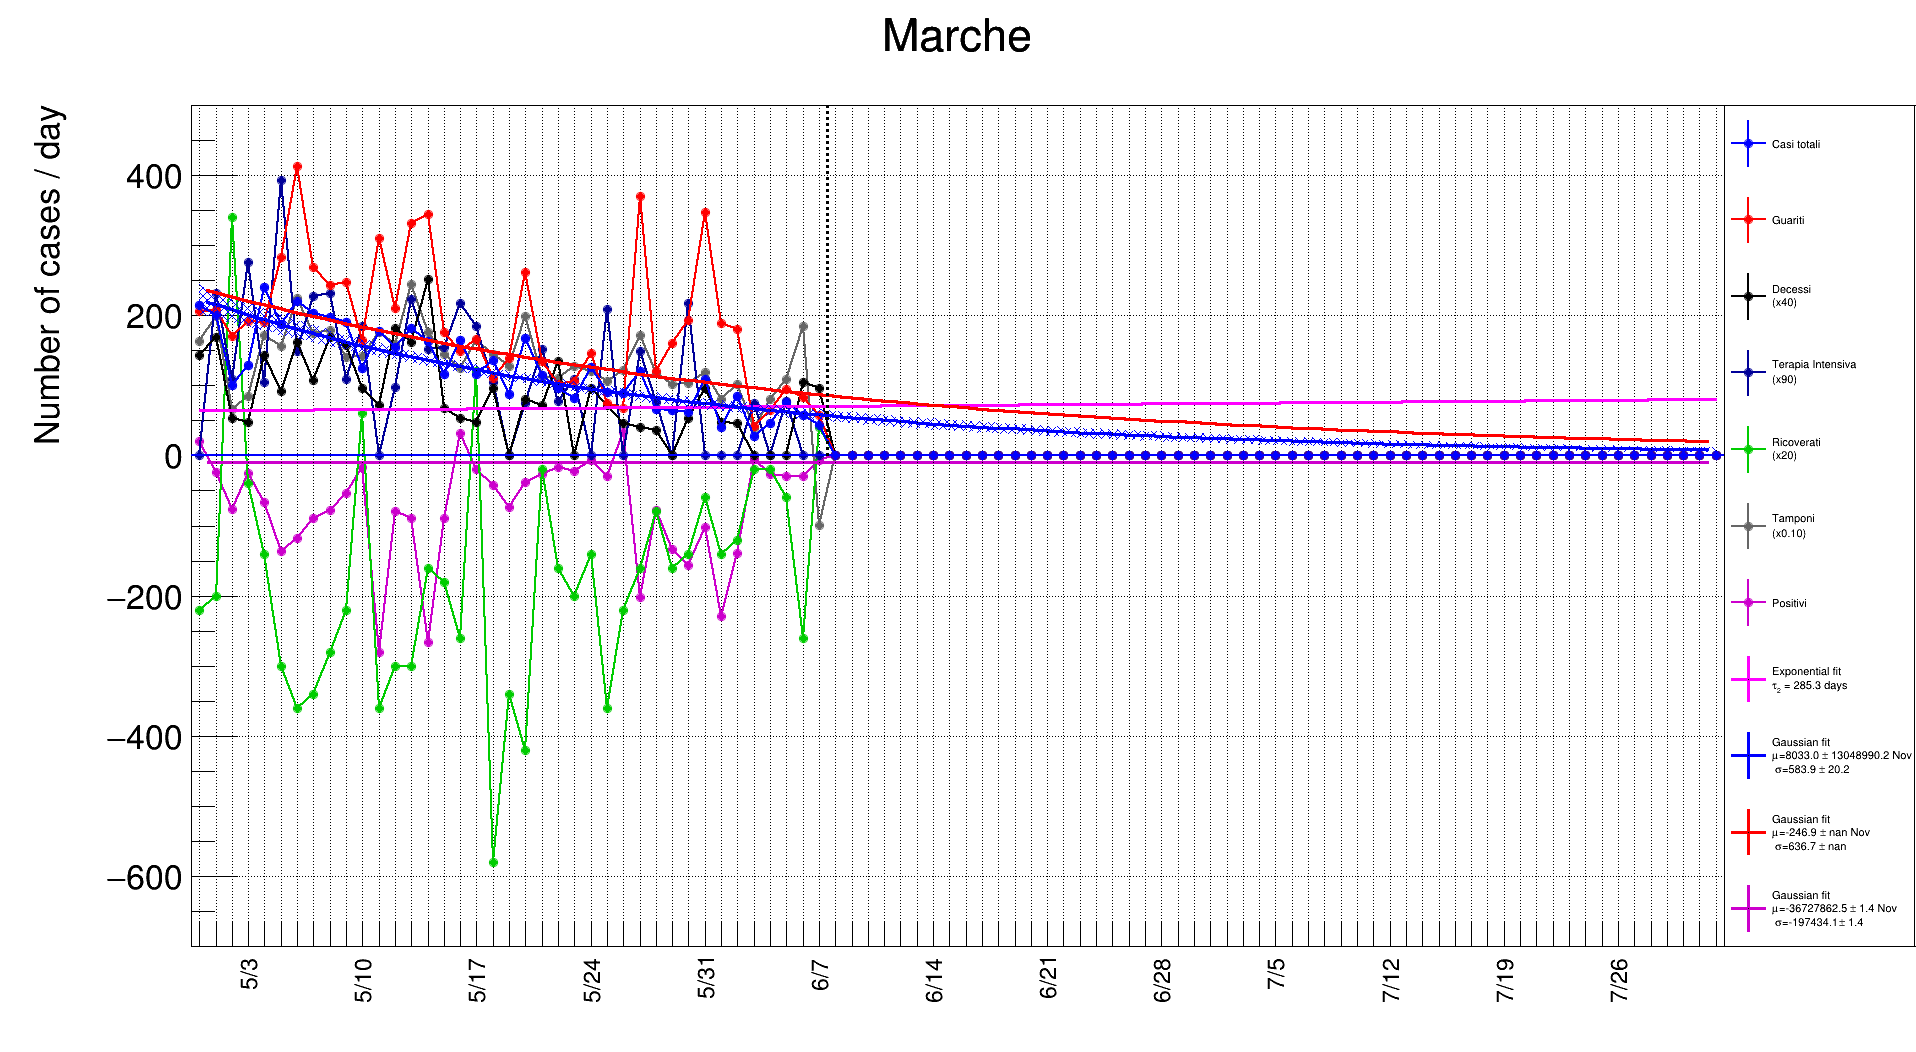 Marche
Number of cases / day
400
200
0
−200
−400
−600
5/3
5/10
5/17
5/24
5/31
6/7
6/14
6/21
6/28
7/5
7/12
7/19
7/26
Casi totali
Guariti
Decessi
(x40)
Terapia Intensiva
(x90)
Ricoverati
(x20)
Tamponi
(x0.10)
Positivi
Exponential fit
τ₂ = 285.3 days
Gaussian fit
μ=8033.0 ± 13048990.2 Nov
σ=583.9 ± 20.2
Gaussian fit
μ=-246.9 ± nan Nov
σ=636.7 ± nan
Gaussian fit
μ=-36727862.5 ± 1.4 Nov
σ=-197434.1 ± 1.4